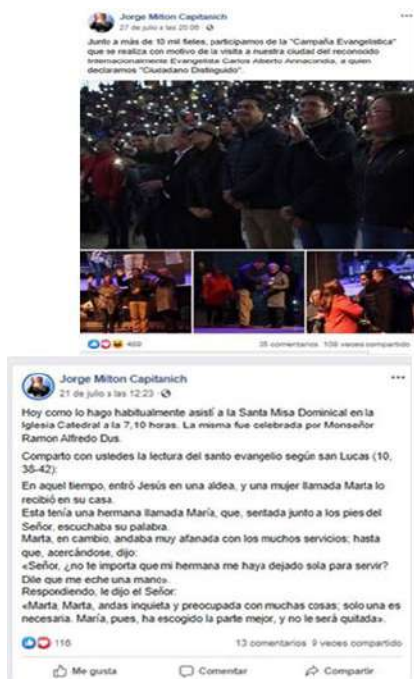 Jorge Milton Capitanich
27 de julio a las 20:06
Junto a más de 10 mil fieles, participamos de la "Campaña Evangelistica"
que se realiza con motivo de la visita a nuestra ciudad del reconocido
Internacionalmente Evangelista Carlos Alberto Annacondia, a quien
declaramos "Ciudadano Distinguido".
469
35 comentarios 108 veces compartido
Jorge Milton Capitanich
21 de julio a las 12:23
Hoy como lo hago habitualmente asistí a la Santa Misa Dominical en la
Iglesia Catedral a la 7,10 horas. La misma fue celebrada por Monseñor
Ramon Alfredo Dus.
Comparto con ustedes la lectura del santo evangelio según san Lucas (10,
38-42):
En aquel tiempo, entró Jesús en una aldea, y una mujer llamada Marta lo
recibió en su casa.
Esta tenía una hermana llamada María, que, sentada junto a los pies del
Señor, escuchaba su palabra.
Marta, en cambio, andaba muy afanada con los muchos servicios; hasta
que, acercándose, dijo:
«Señor, ¿no te importa que mi hermana me haya dejado sola para servir?
Dile que me eche una mano».
Respondiendo, le dijo el Señor:
«Marta, Marta, andas inquieta y preocupada con muchas cosas; solo una es
necesaria. María, pues, ha escogido la parte mejor, y no le será quitada».
116
13 comentarios 9 veces compartido
Me gusta
Comentar
Compartir